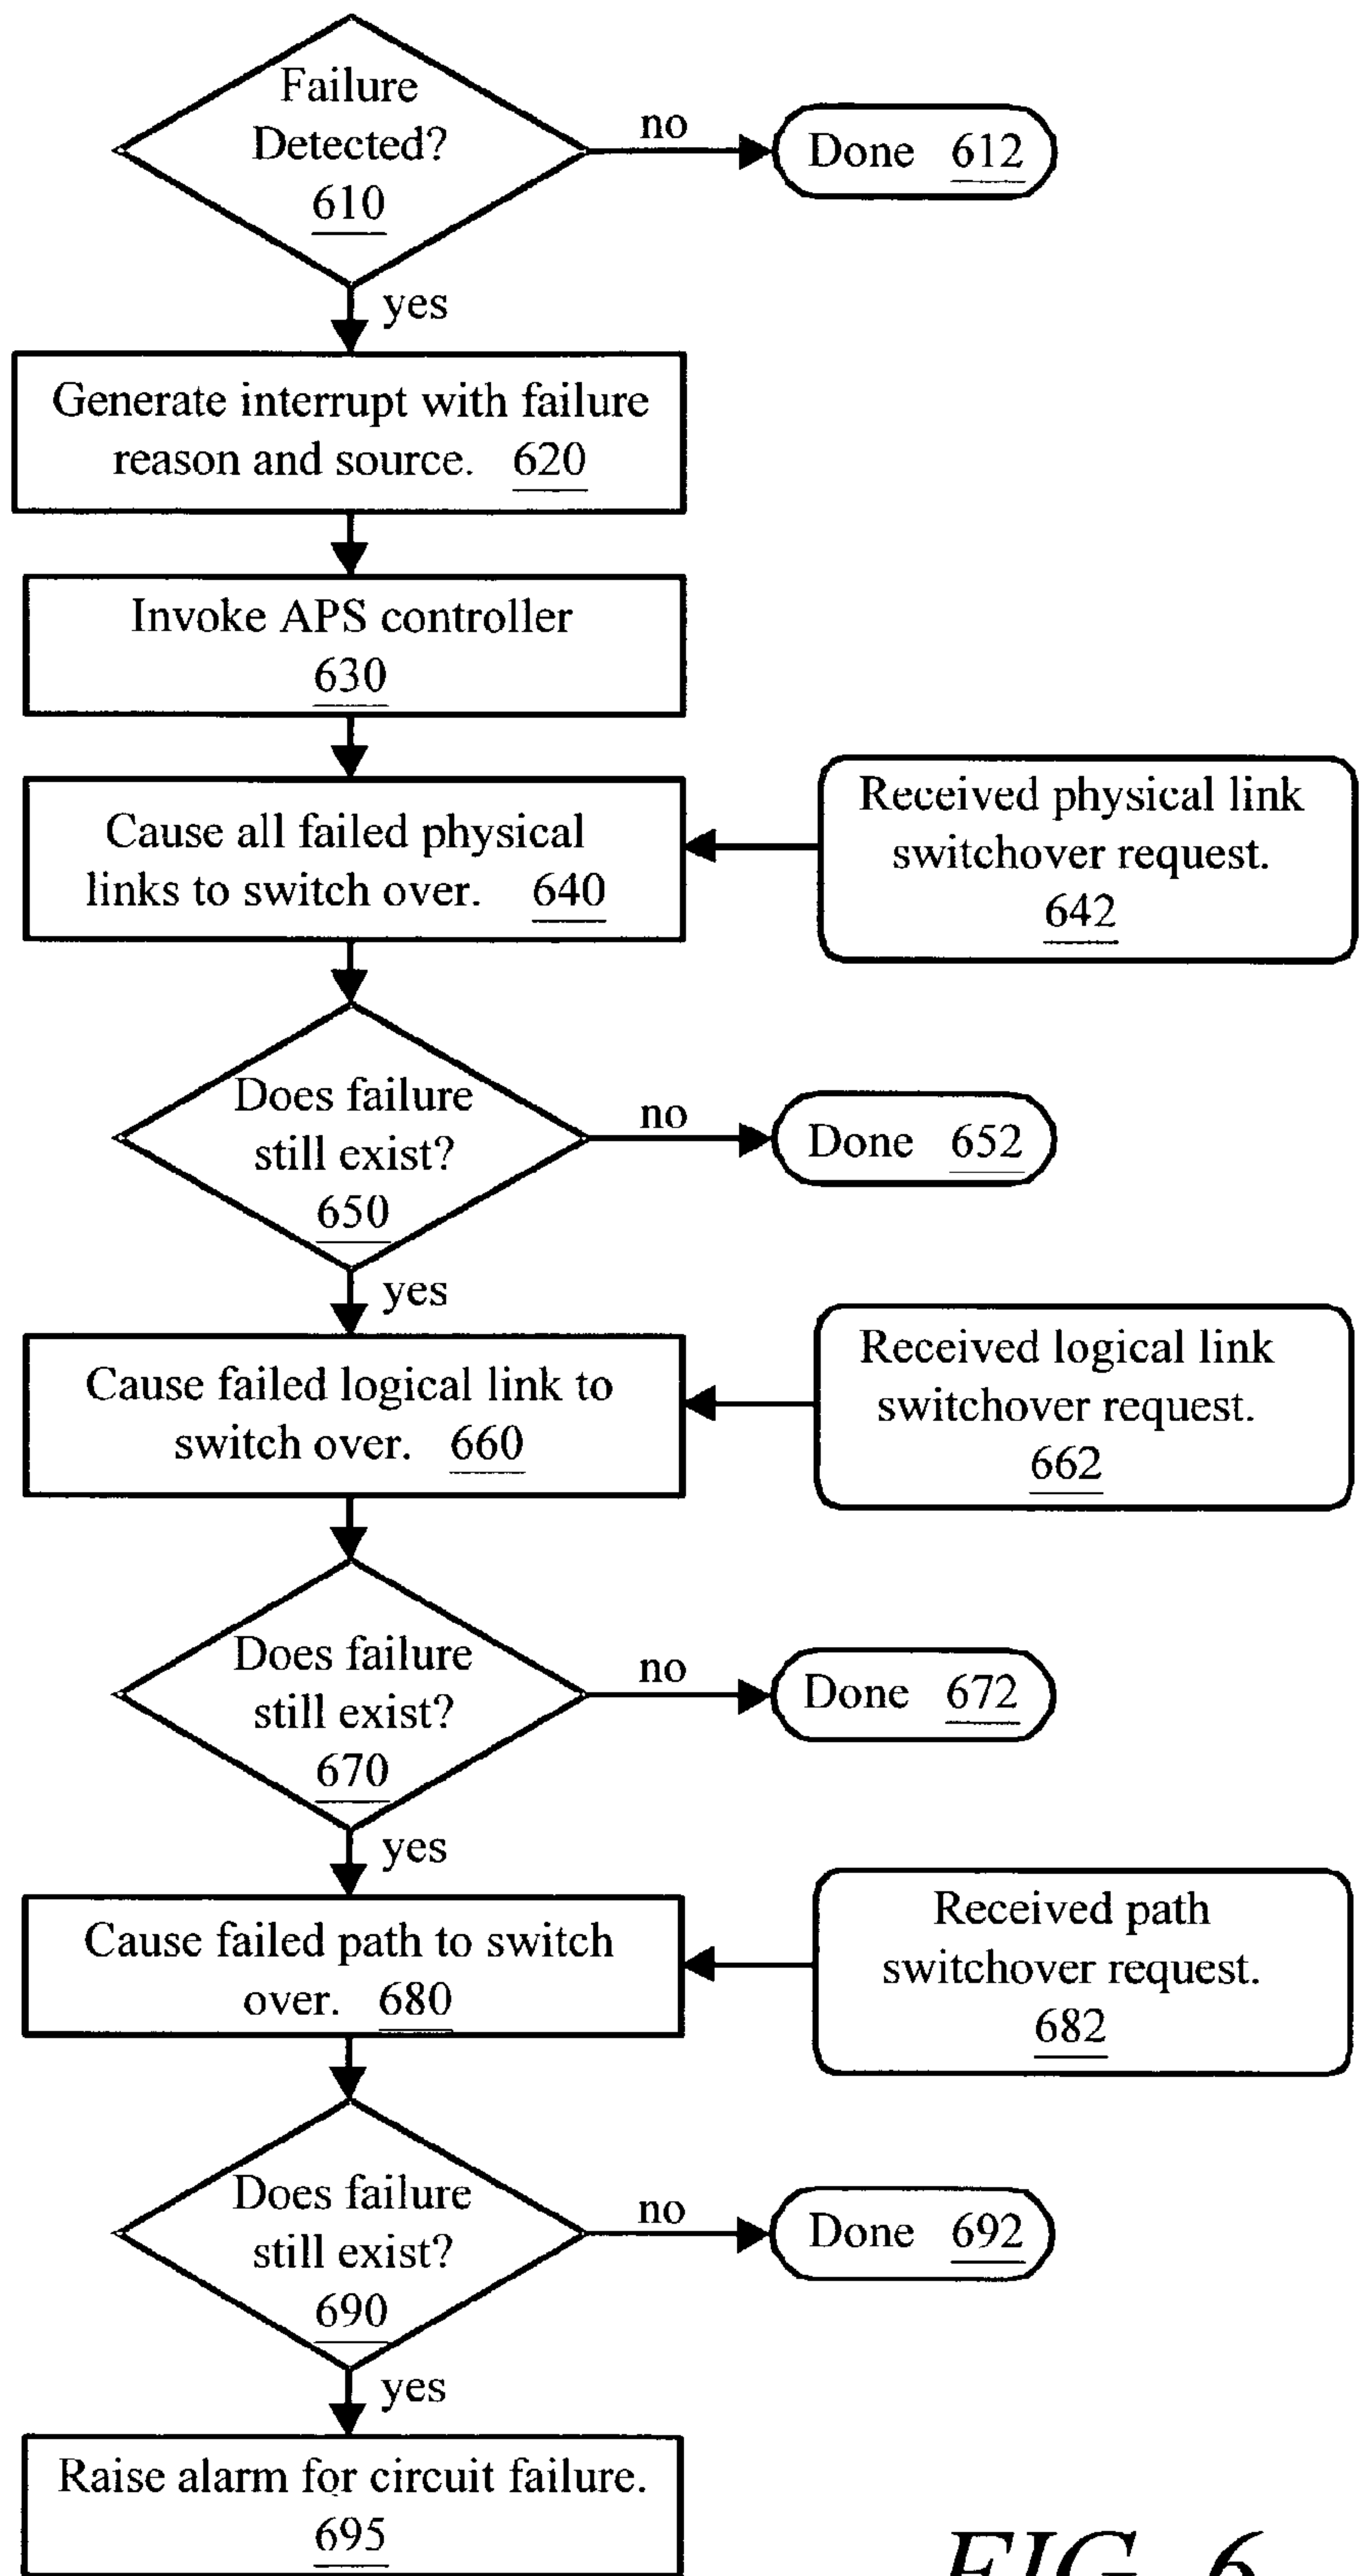 Failure
Detected?
610
no
Done 612
yes
Generate interrupt with failure
reason and source. 620
Invoke APS controller
630
Cause all failed physical
links to switch over. 640
Received physical link
switchover request.
642
Does failure
still exist?
650
no
Done 652
yes
Cause failed logical link to
switch over. 660
Received logical link
switchover request.
662
Does failure
still exist?
670
no
Done 672
yes
Cause failed path to switch
over. 680
Received path
switchover request.
682
Does failure
still exist?
690
no
Done 692
yes
Raise alarm for circuit failure.
695
FIG. 6